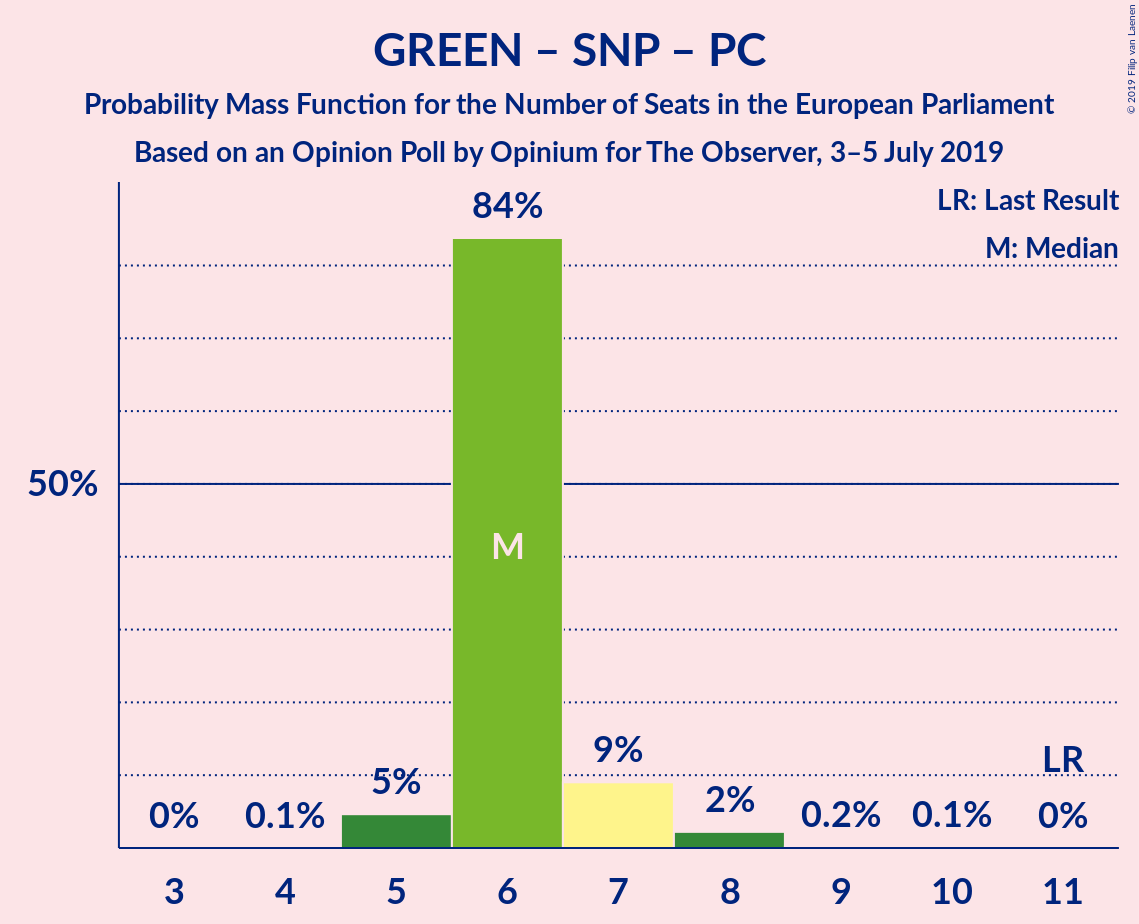 GREEN – SNP – PC
Probability Mass Function for the Number of Seats in the European Parliament
Based on an Opinion Poll by Opinium for The Observer, 3–5 July 2019
© 2019 Filip van Laenen
LR: Last Result
M: Median
84%
50%
M
9%
LR
5%
2%
0%
0.1%
0.2%
0.1%
0%
3 4 5 6 7 8 9 10 11